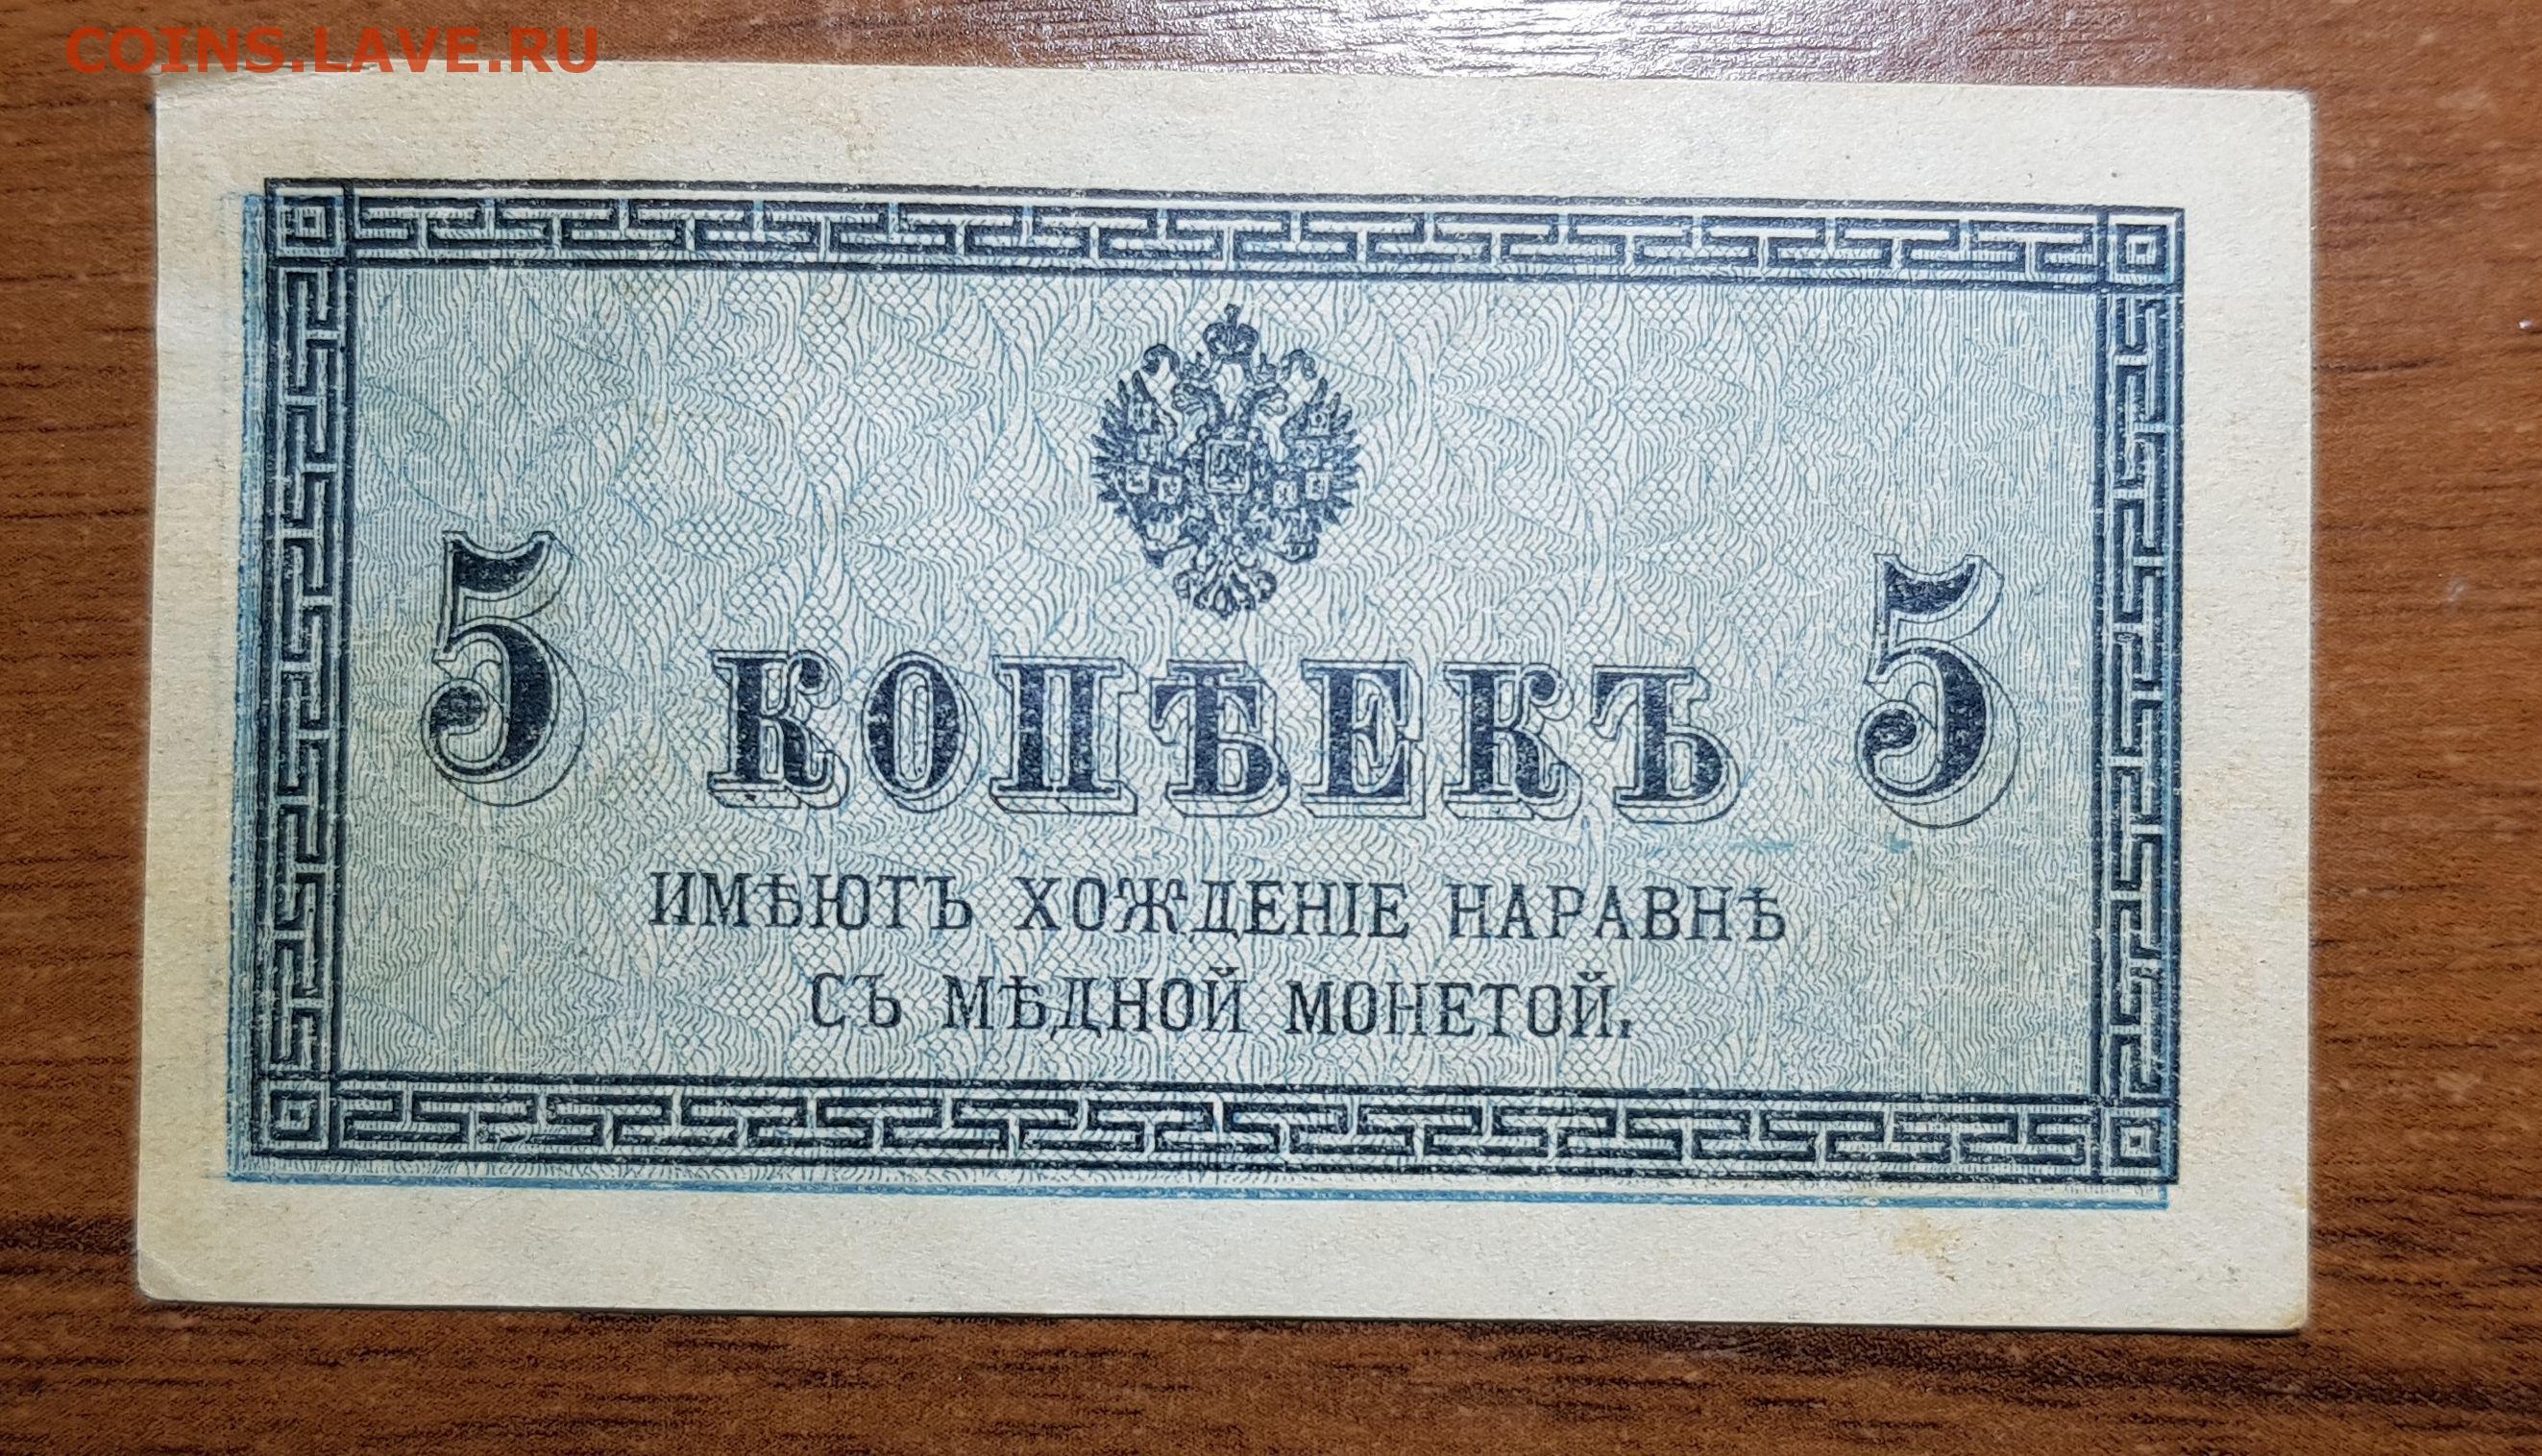 COINS.LAVE.RU
5 КОПѢЕКЪ 5
ИМѢЮТЪ ХОЖДЕНІЕ НАРАВНѢ
СЪ МѢДНОЙ МОНЕТОЙ.